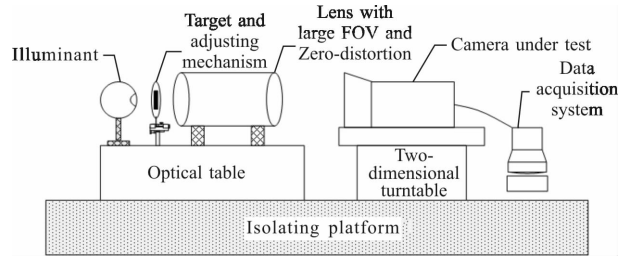 Illuminant
Target and
adjusting
mechanism
Lens with
large FOV and
Zero-distortion
Camera under test
Data
acquisition
system
Optical table
Two-
dimensional
turntable
Isolating platform